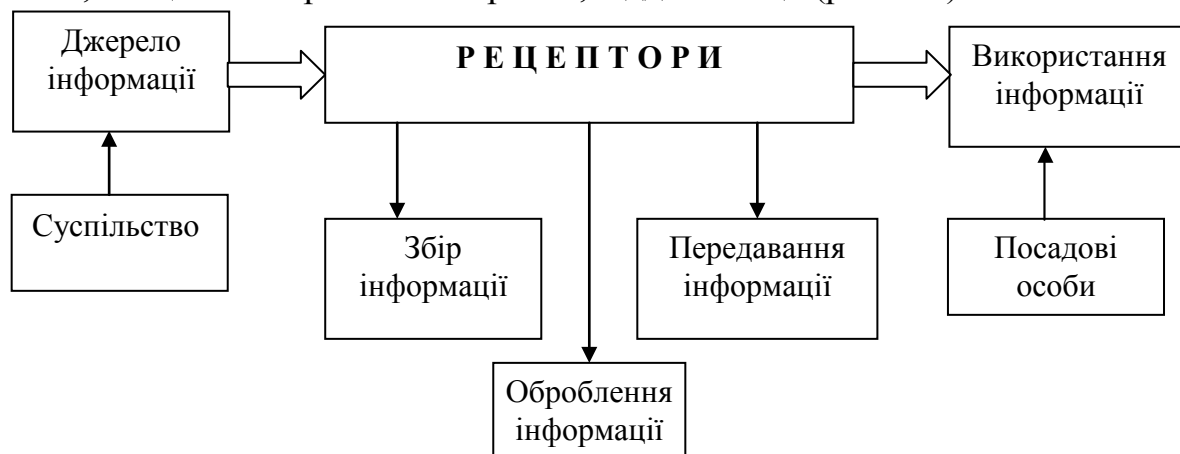 Джерело
інформації
Р Е Ц Е П Т О Р И
Використання
інформації
Суспільство
Збір
інформації
Передавання
інформації
Посадові
особи
Оброблення
інформації